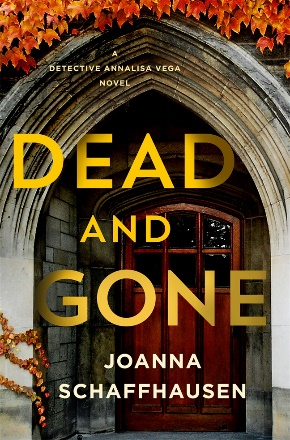 A
DETECTIVE ANNALISA VEGA
NOVEL
DEAD
AND
GONE
JOANNA
SCHAFFHAUSEN